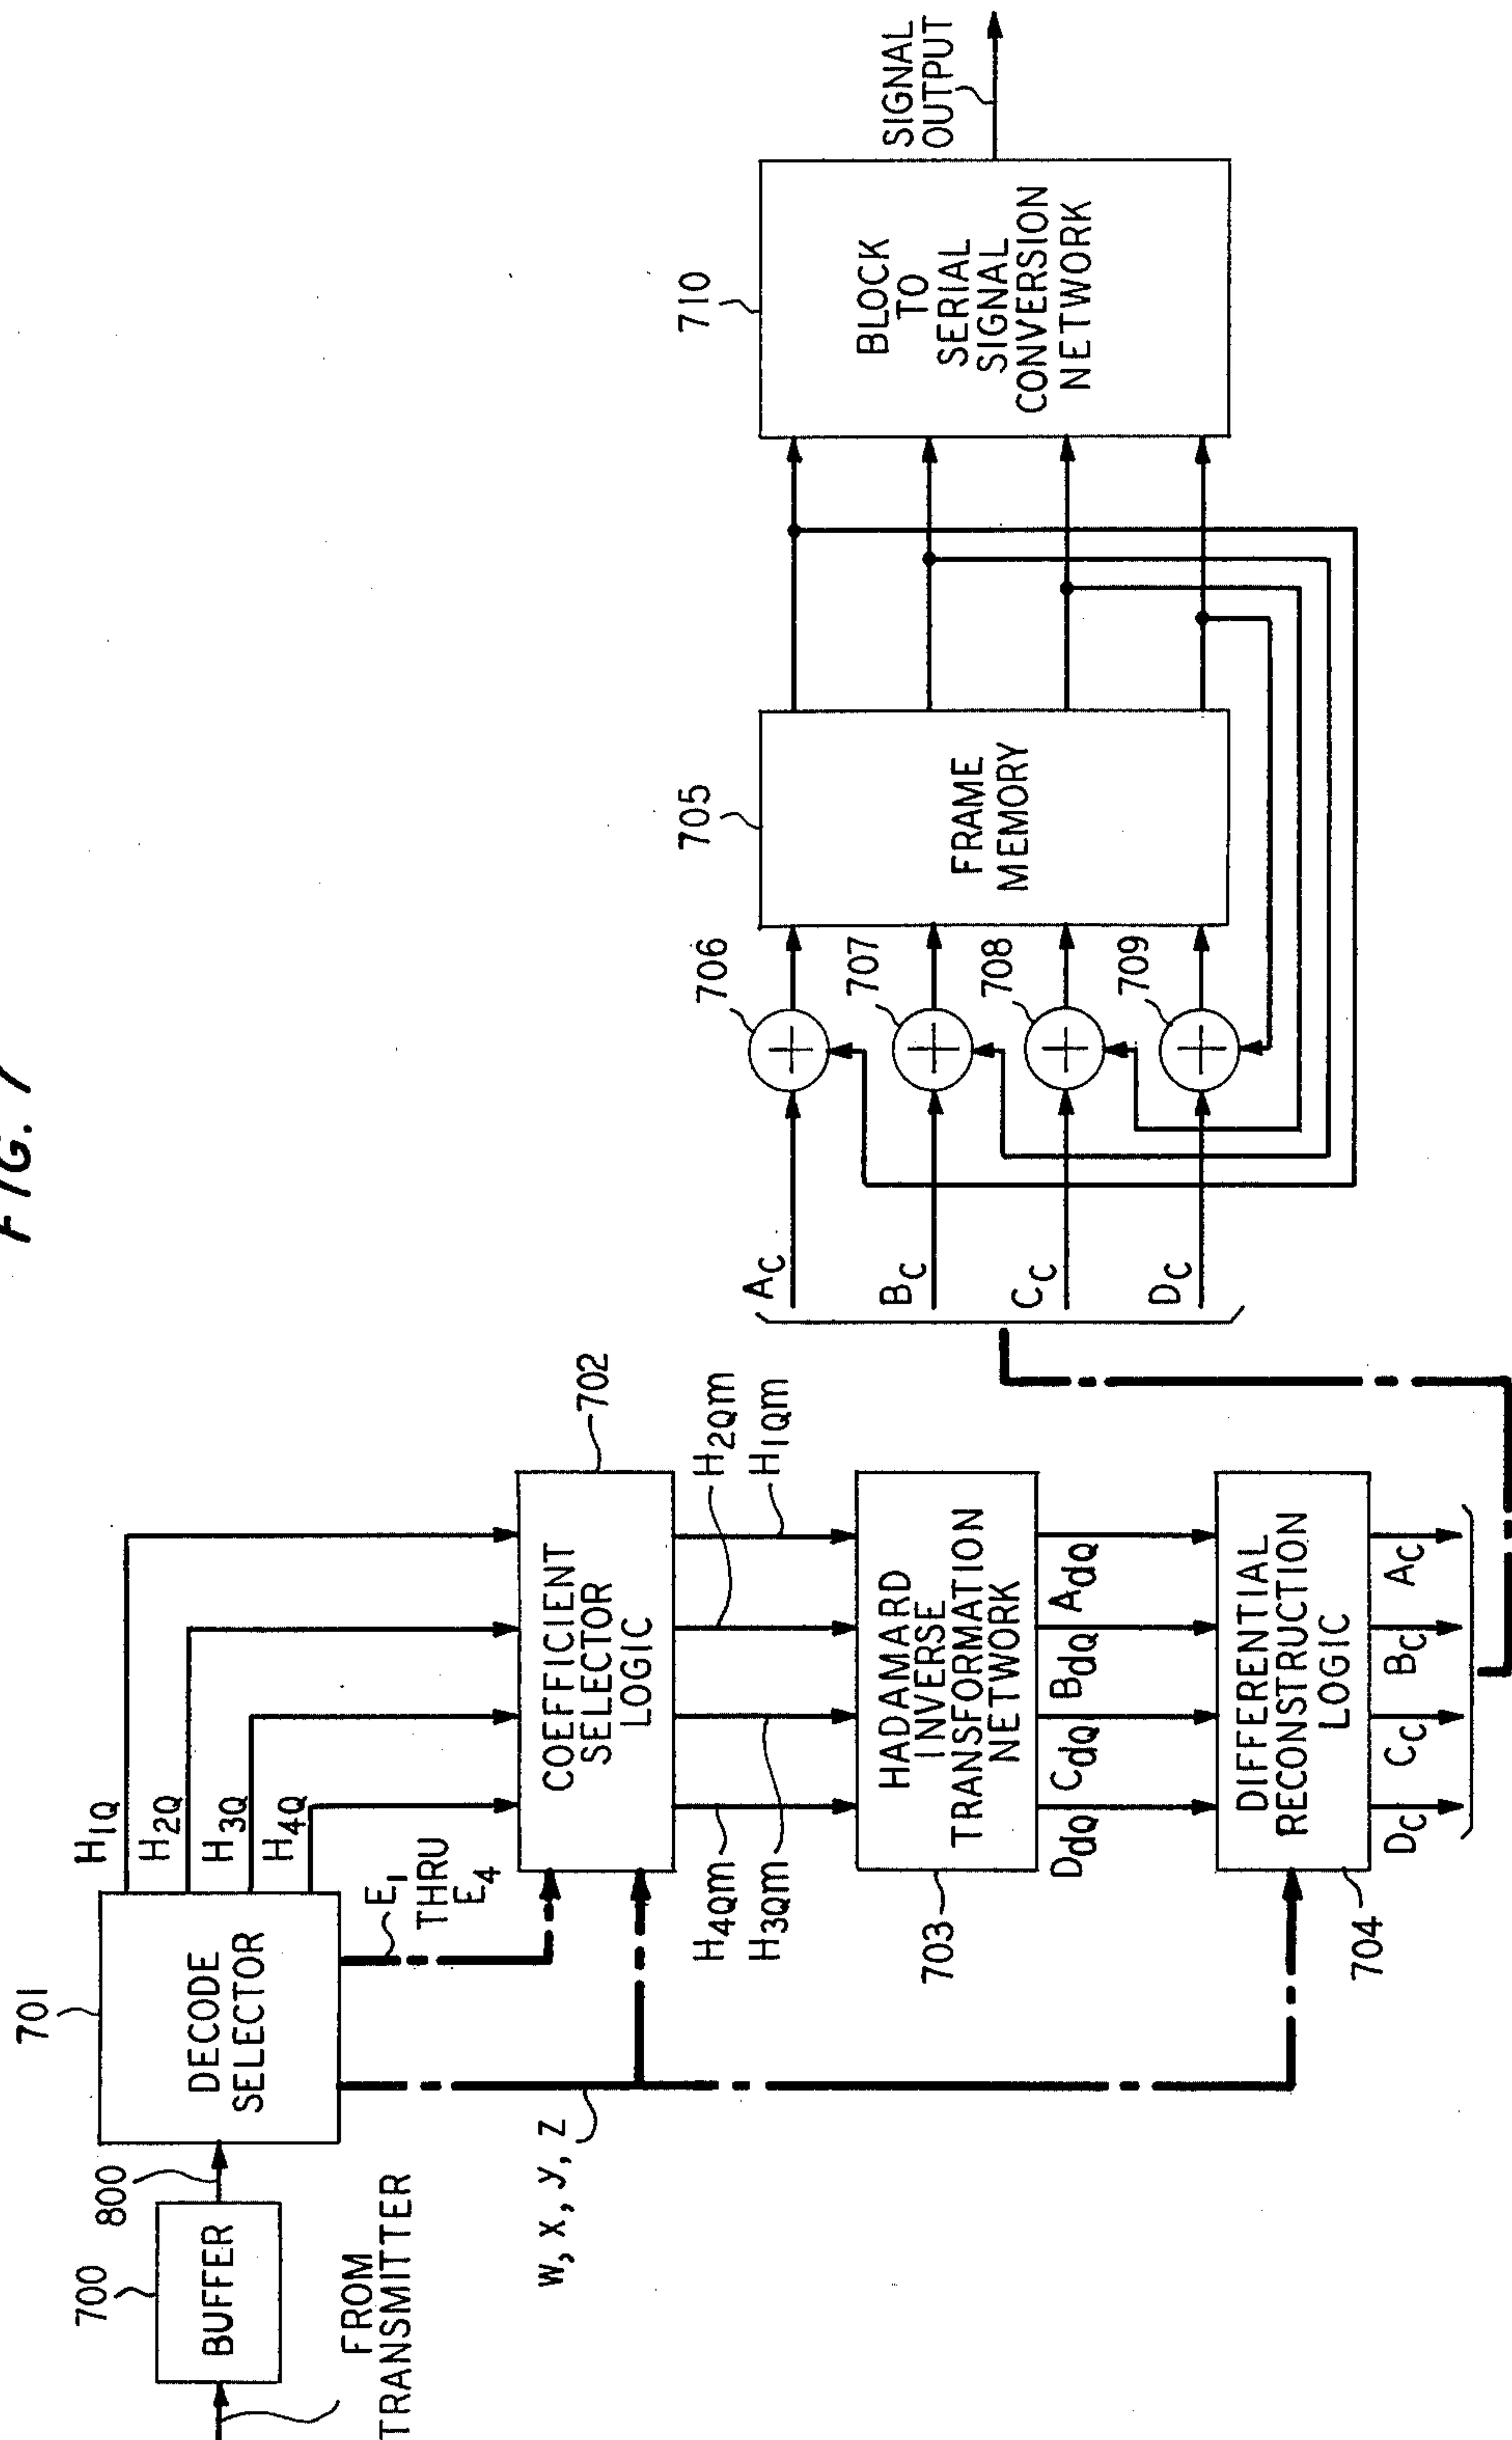 FIG. 7
700
BUFFER
FROM
TRANSMITTER
800
701
DECODE
SELECTOR
H1Q
H2Q
H3Q
H4Q
E1
THRU
E4
w, x, y, z
702
COEFFICIENT
SELECTOR
LOGIC
H4Qm
H3Qm
H2Qm
H1Qm
703
HADAMARD
INVERSE
TRANSFORMATION
NETWORK
DdQ
CdQ
BdQ
AdQ
704
DIFFERENTIAL
RECONSTRUCTION
LOGIC
DC
CC
BC
AC
AC
BC
CC
DC
706
707
708
709
705
FRAME
MEMORY
710
BLOCK
TO
SERIAL
SIGNAL
CONVERSION
NETWORK
SIGNAL
OUTPUT